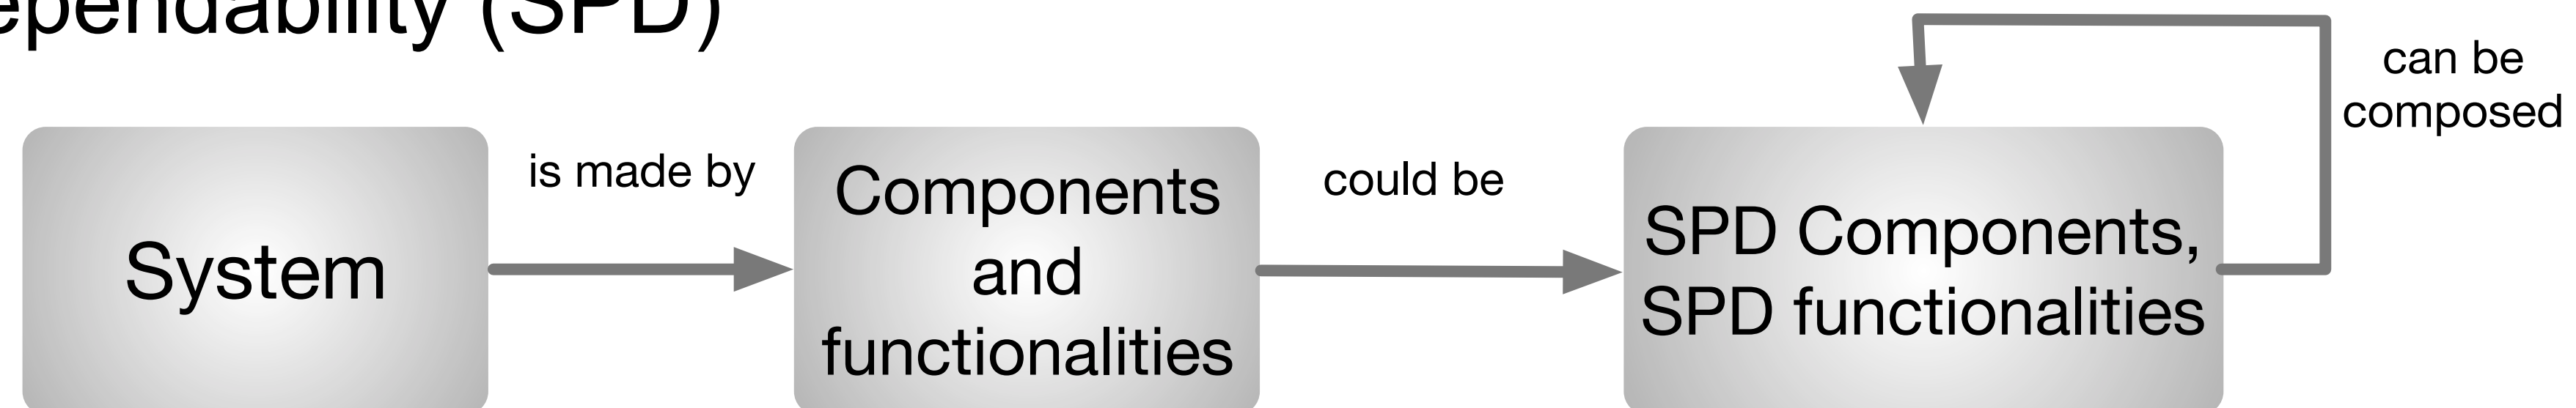 ependability (SPD)
can be
composed
is made by
could be
System
Components
and
functionalities
SPD Components,
SPD functionalities